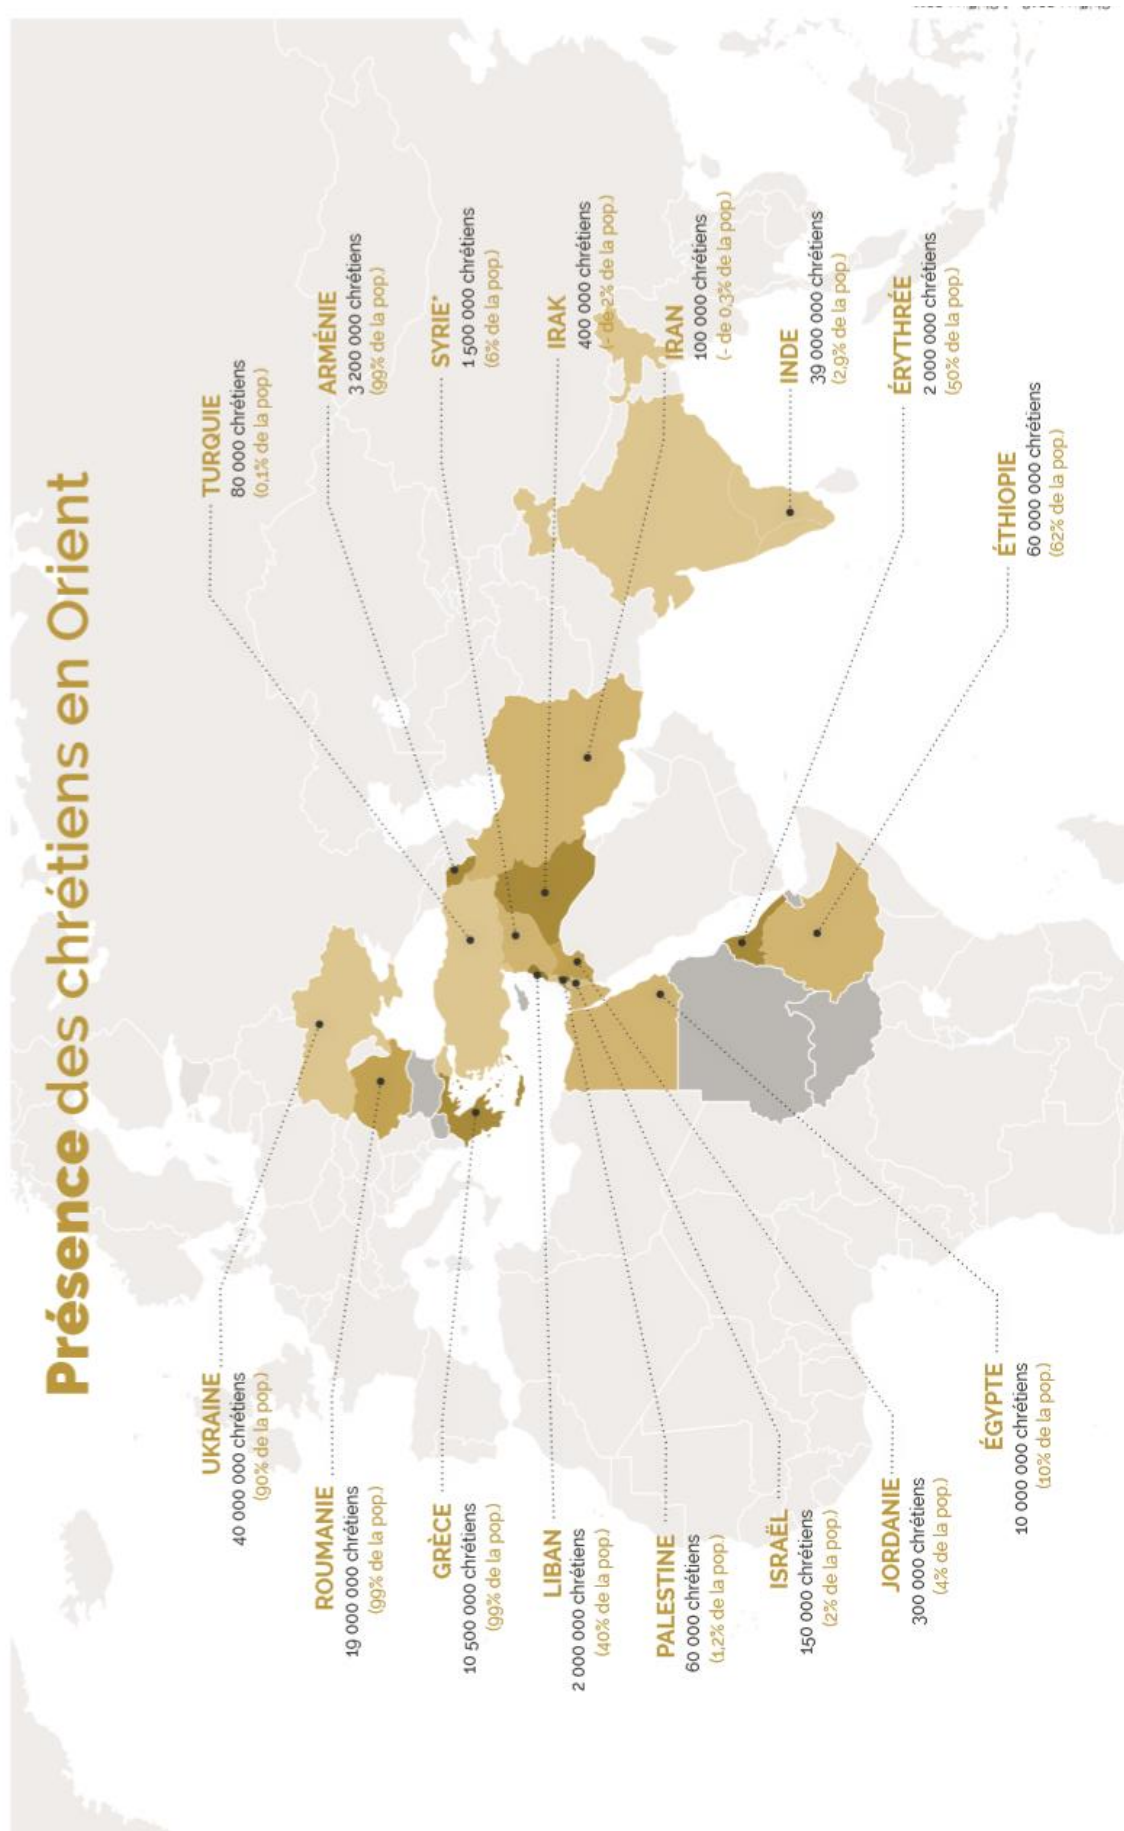 Présence des chrétiens en Orient
UKRAINE
40 000 000 chrétiens
(90% de la pop.)
ROUMANIE
19 000 000 chrétiens
(99% de la pop.)
GRÈCE
10 500 000 chrétiens
(99% de la pop.)
LIBAN
2 000 000 chrétiens
(40% de la pop.)
PALESTINE
60 000 chrétiens
(1,2% de la pop.)
ISRAËL
150 000 chrétiens
(2% de la pop.)
JORDANIE
300 000 chrétiens
(4% de la pop.)
ÉGYPTE
10 000 000 chrétiens
(10% de la pop.)
TURQUIE
80 000 chrétiens
(0,1% de la pop.)
ARMÉNIE
3 200 000 chrétiens
(99% de la pop.)
SYRIE*
1 500 000 chrétiens
(6% de la pop.)
IRAK
400 000 chrétiens
(- de 2% de la pop.)
IRAN
100 000 chrétiens
(- de 0,3% de la pop.)
INDE
39 000 000 chrétiens
(2,9% de la pop.)
ÉRYTHRÉE
2 000 000 chrétiens
(50% de la pop.)
ÉTHIOPIE
60 000 000 chrétiens
(62% de la pop.)